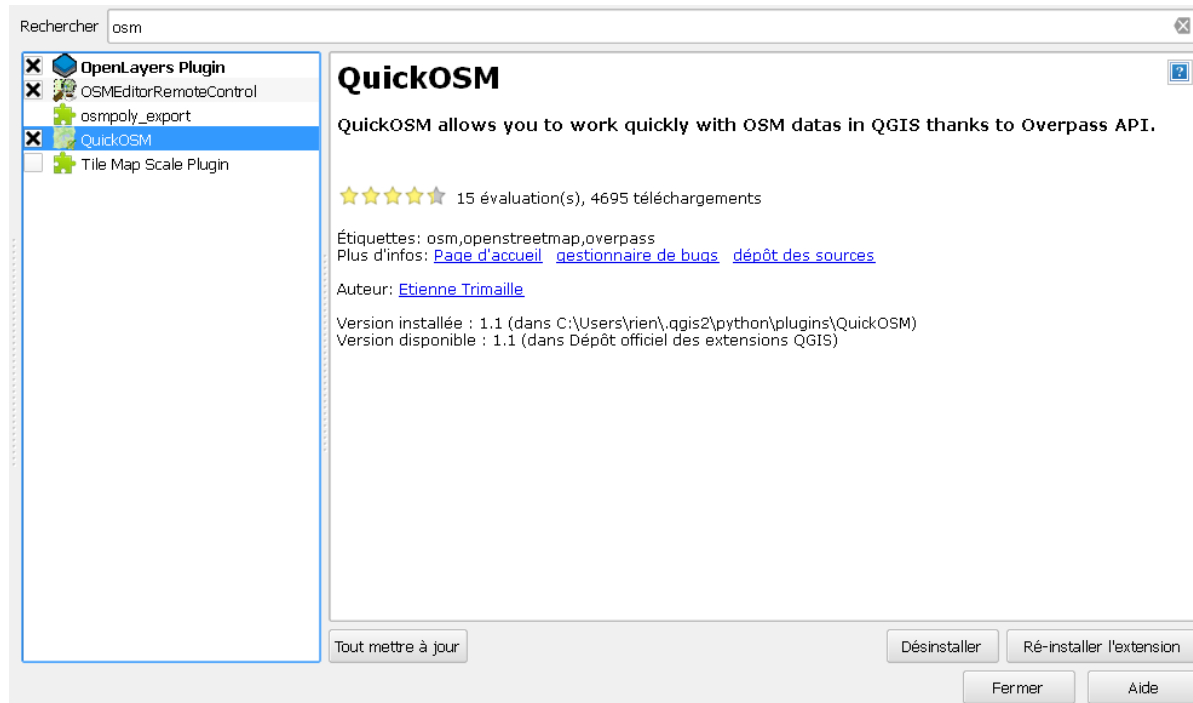 Rechercher osm
OpenLayers Plugin
OSMEditorRemoteControl
osmpoly_export
QuickOSM
Tile Map Scale Plugin
QuickOSM
?
QuickOSM allows you to work quickly with OSM datas in QGIS thanks to Overpass API.
15 évaluation(s), 4695 téléchargements
Étiquettes: osm,openstreetmap,overpass
Plus d'infos: Page d'accueil gestionnaire de bugs dépôt des sources
Auteur: Etienne Trimaille
Version installée : 1.1 (dans C:\Users\rien\.qgis2\python\plugins\QuickOSM)
Version disponible : 1.1 (dans Dépôt officiel des extensions QGIS)
Tout mettre à jour Désinstaller Ré-installer l'extension
Fermer Aide